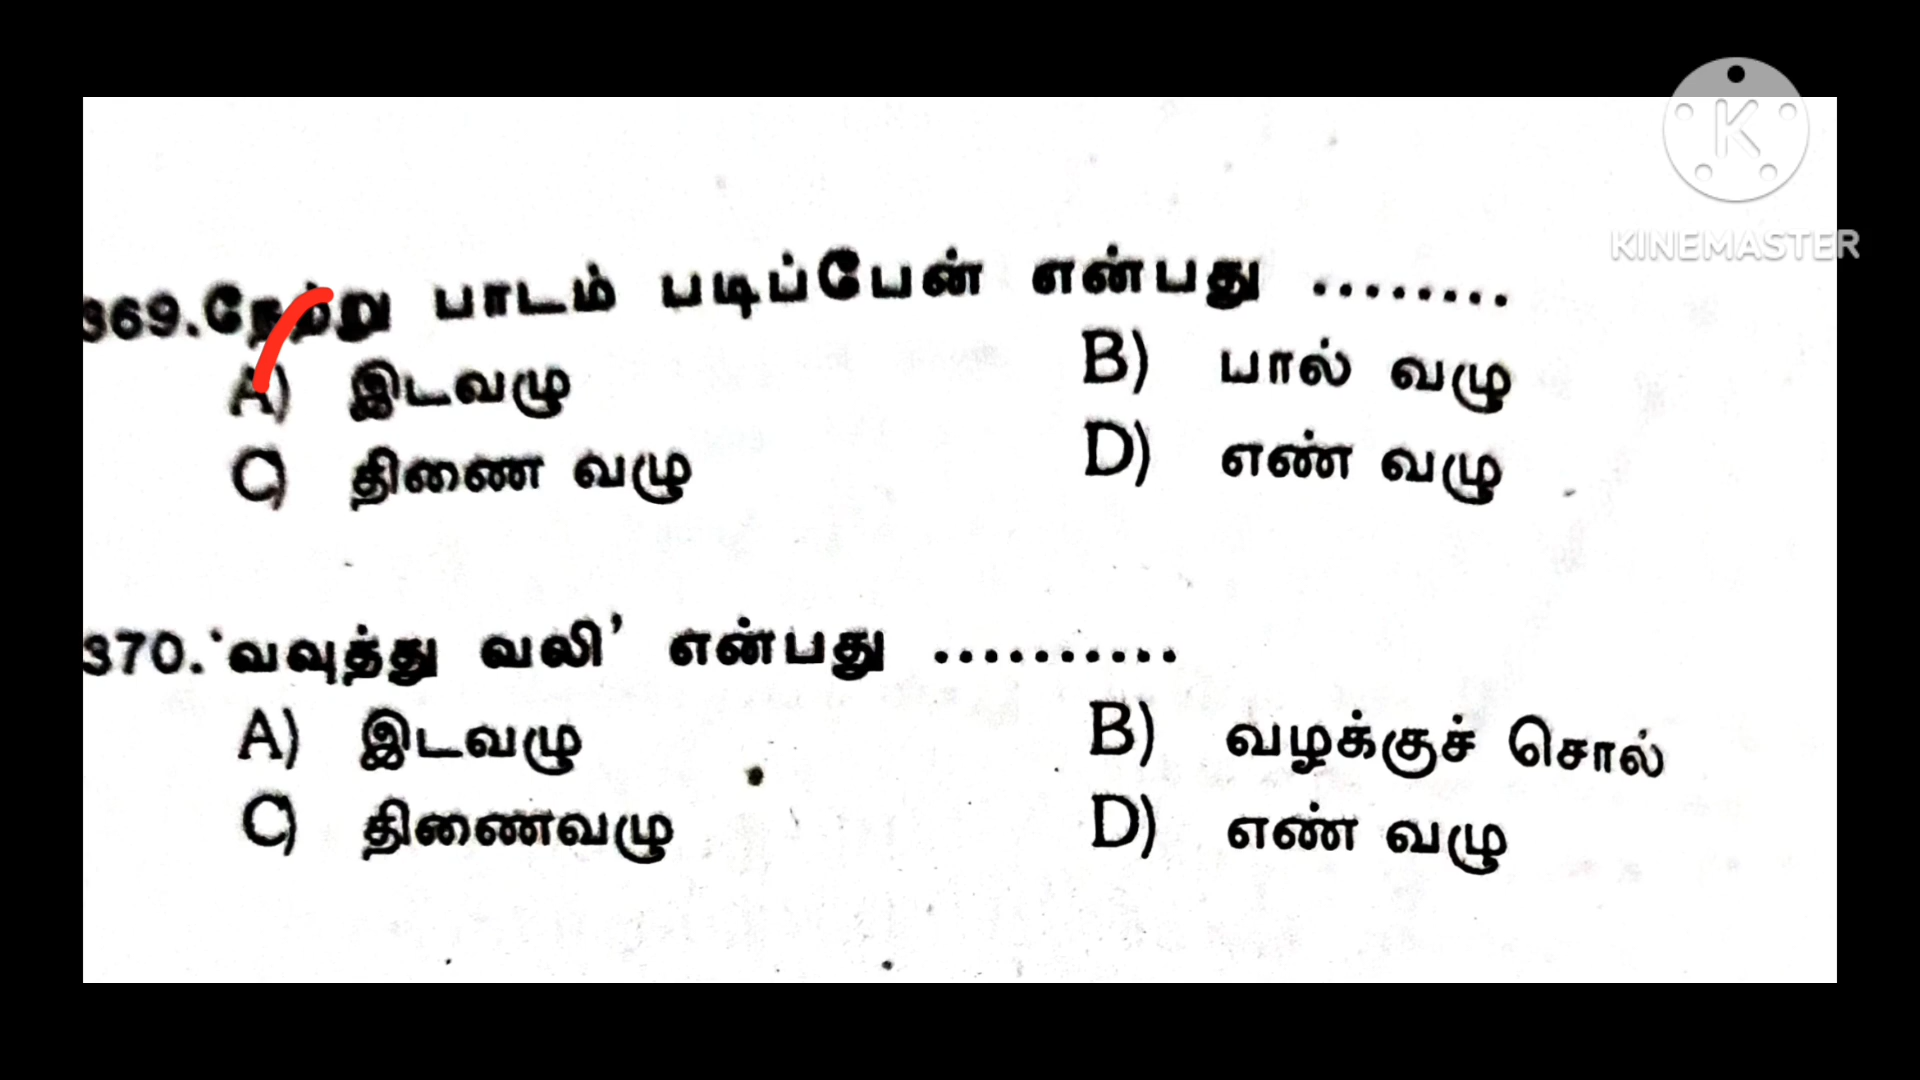 369.நேற்று பாடம் படிப்பேன் என்பது ........
A) இடவழு B) பால் வழு
C) திணை வழு D) எண் வழு
370.‘வவுத்து வலி’ என்பது ..........
A) இடவழு B) வழக்குச் சொல்
C) திணைவழு D) எண் வழு
K
KINEMASTER